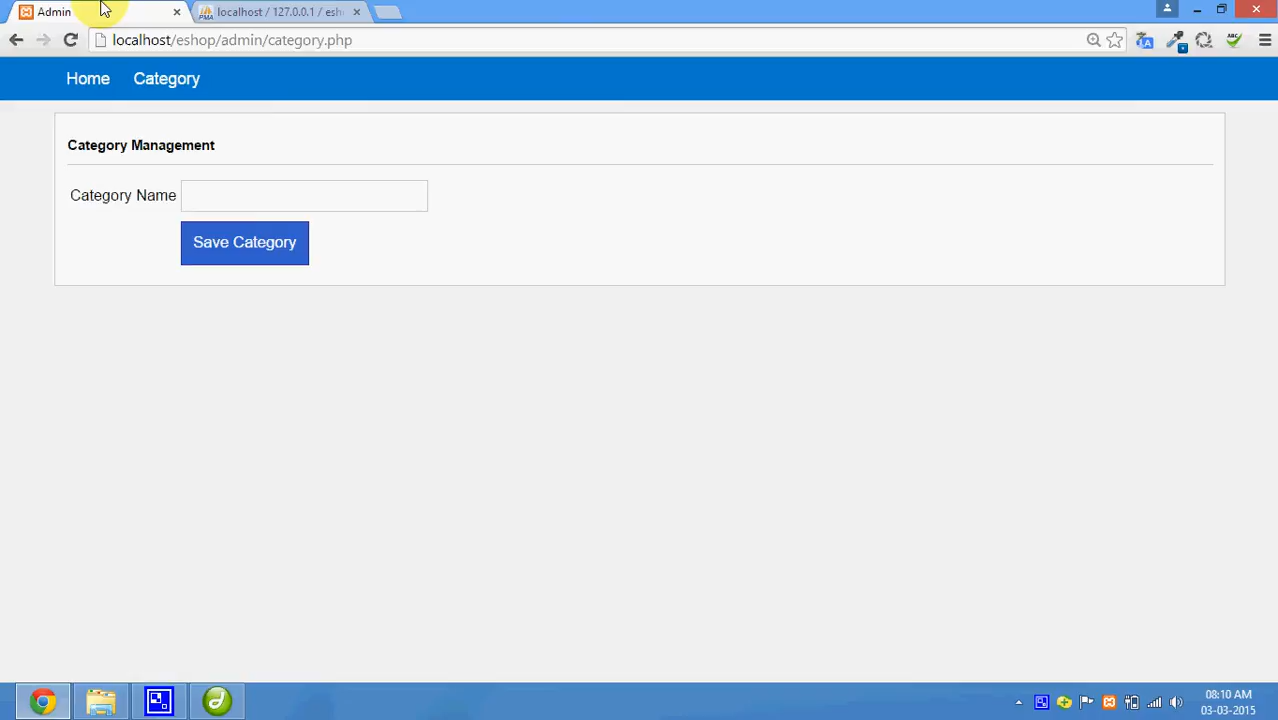 Admin
localhost / 127.0.0.1 / esh
localhost/eshop/admin/category.php
Home Category
Category Management
Category Name
Save Category
08:10 AM
03-03-2015